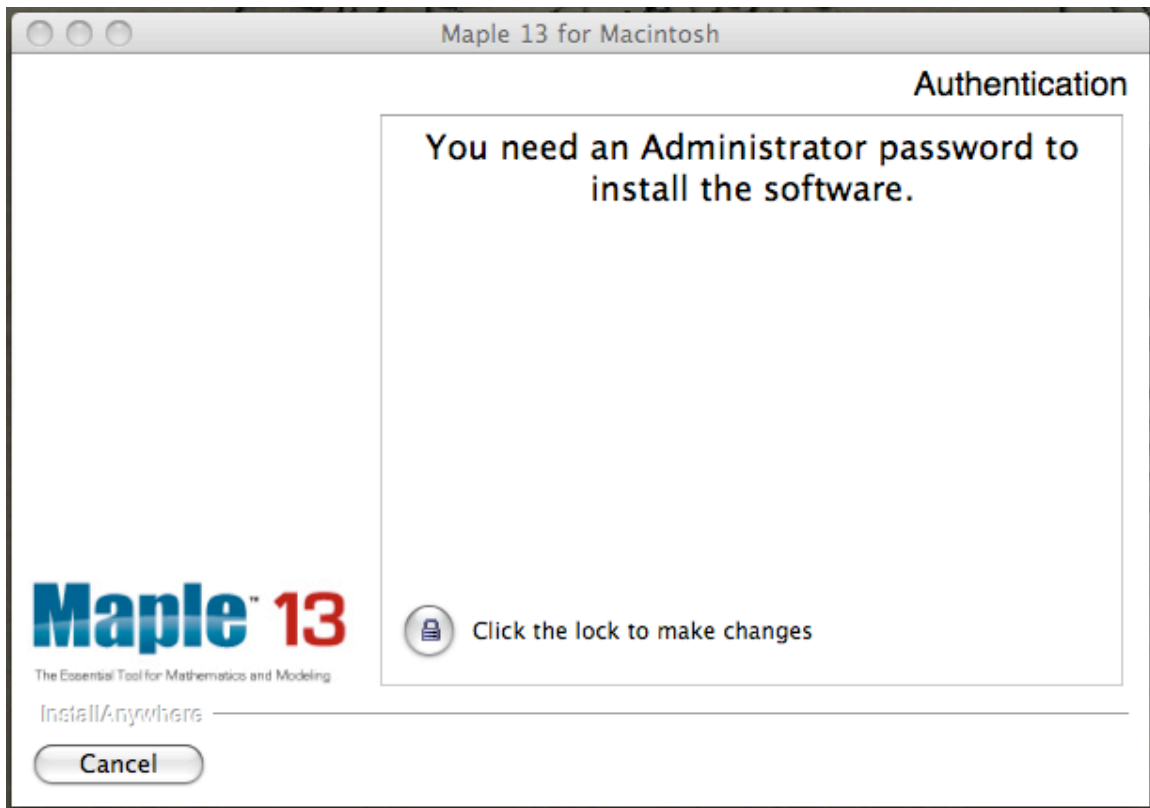 Maple 13 for Macintosh
Authentication
You need an Administrator password to
install the software.
Maple™ 13
The Essential Tool for Mathematics and Modeling
Click the lock to make changes
InstallAnywhere
Cancel